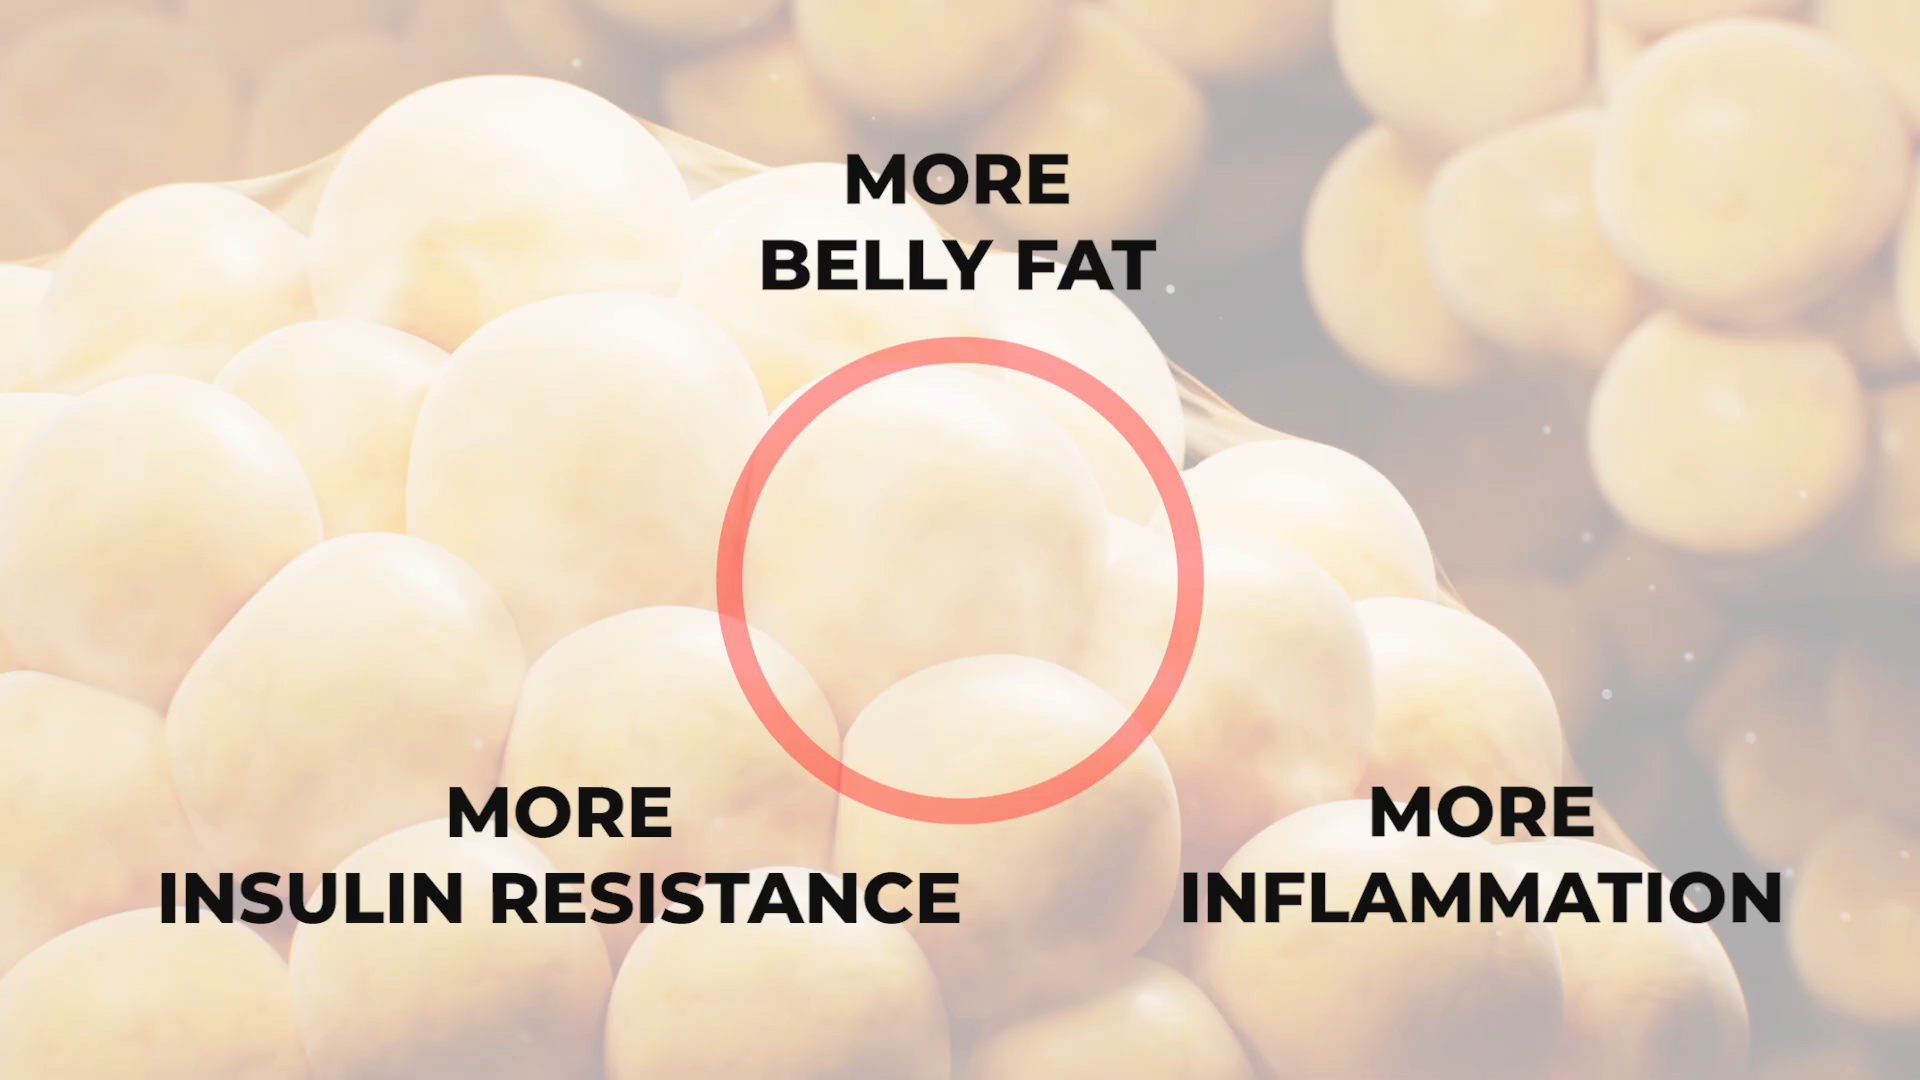 MORE
BELLY FAT
MORE
INSULIN RESISTANCE
MORE
INFLAMMATION